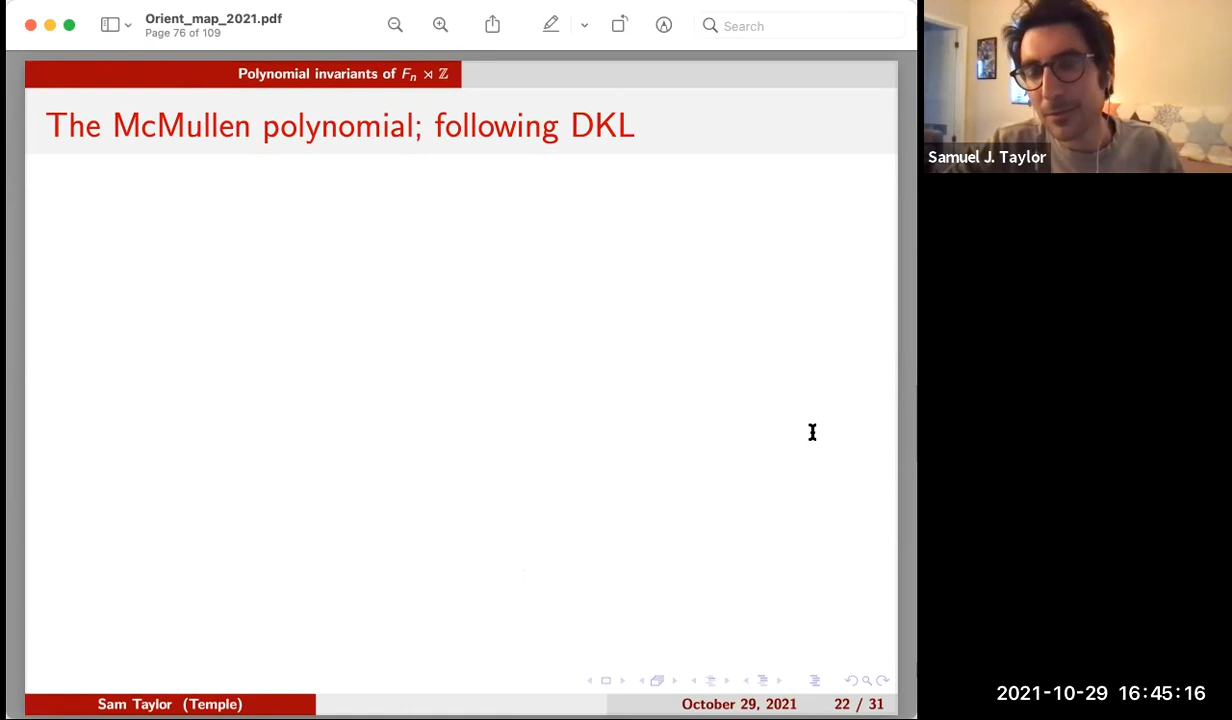 Orient_map_2021.pdf
Page 76 of 109
Search
Polynomial invariants of Fₙ ⋊ ℤ
The McMullen polynomial; following DKL
Samuel J. Taylor
Sam Taylor (Temple)
October 29, 2021
22 / 31
2021-10-29 16:45:16